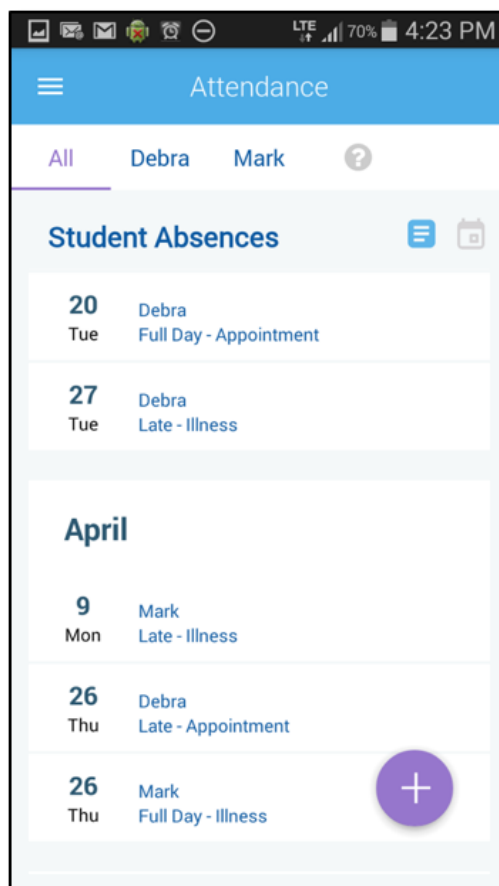 LTE 70% 4:23 PM
Attendance
All Debra Mark ?
Student Absences
20 Debra
Tue Full Day - Appointment
27 Debra
Tue Late - Illness
April
9 Mark
Mon Late - Illness
26 Debra
Thu Late - Appointment
26 Mark
Thu Full Day - Illness